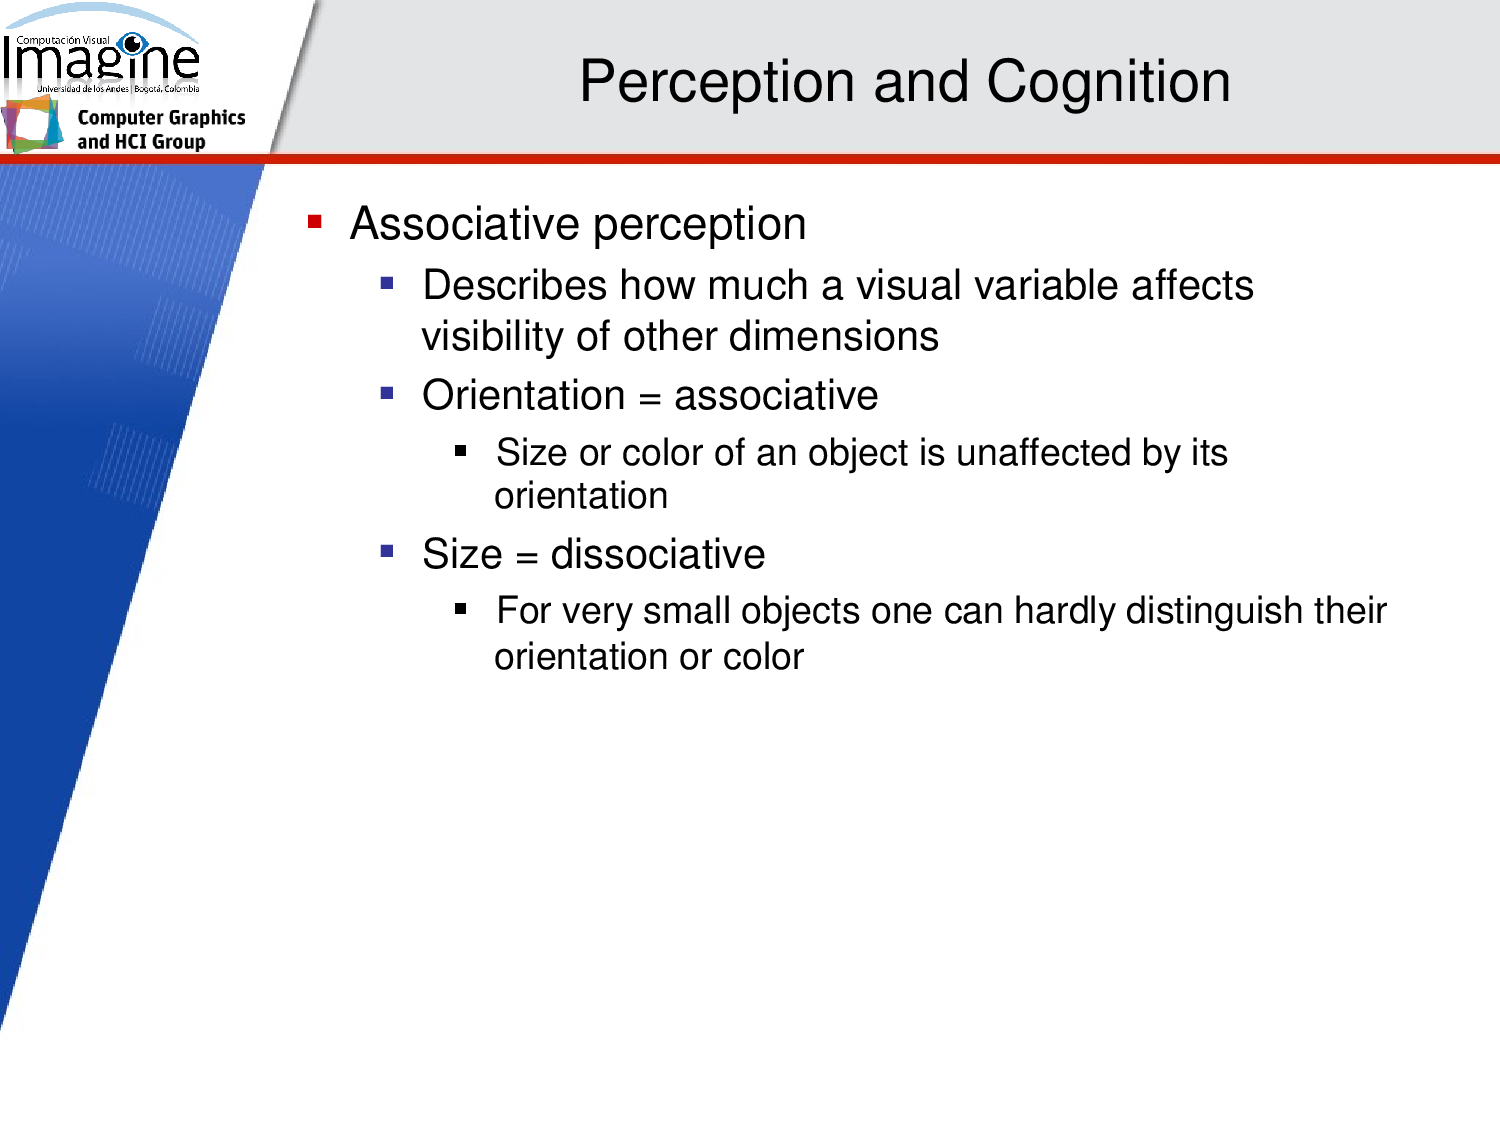 Computación Visual
Imagine
Universidad de los Andes | Bogotá, Colombia
Computer Graphics
and HCI Group
Perception and Cognition
Associative perception
Describes how much a visual variable affects
visibility of other dimensions
Orientation = associative
Size or color of an object is unaffected by its
orientation
Size = dissociative
For very small objects one can hardly distinguish their
orientation or color